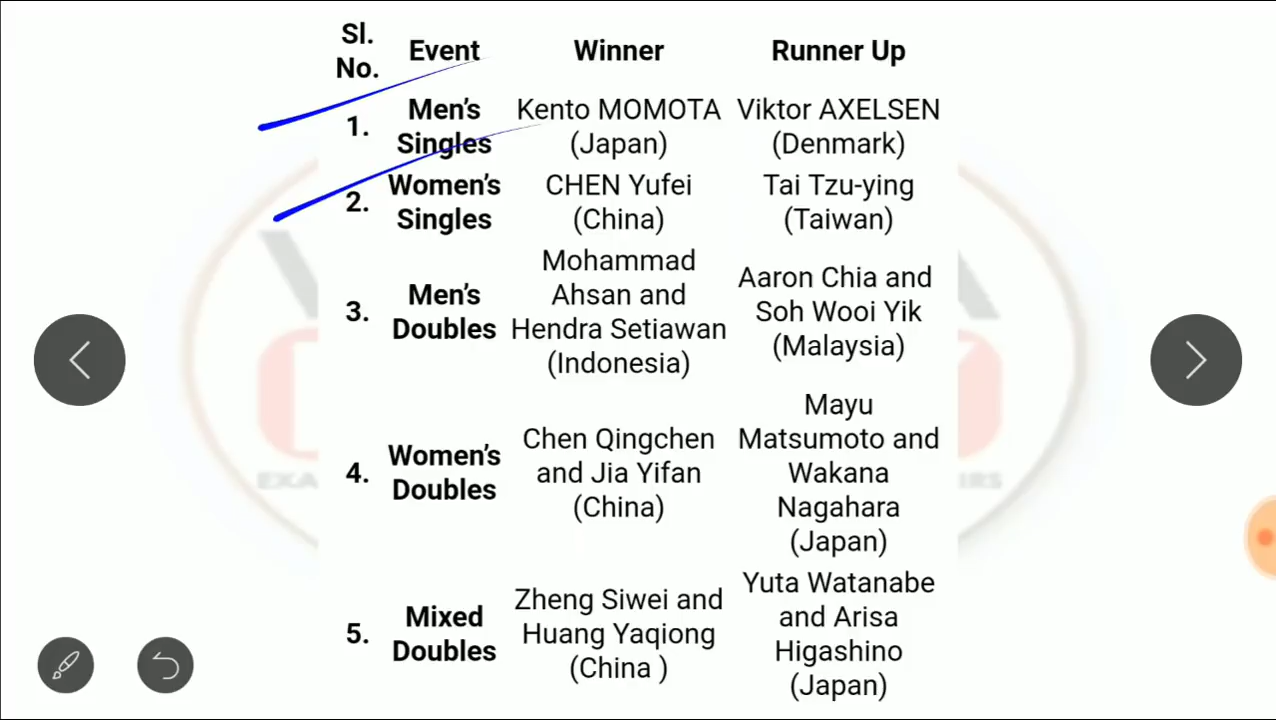 Sl. No. Event Winner Runner Up
1. Men's Singles Kento MOMOTA (Japan) Viktor AXELSEN (Denmark)
2. Women's Singles CHEN Yufei (China) Tai Tzu-ying (Taiwan)
3. Men's Doubles Mohammad Ahsan and Hendra Setiawan (Indonesia) Aaron Chia and Soh Wooi Yik (Malaysia)
4. Women's Doubles Chen Qingchen and Jia Yifan (China) Mayu Matsumoto and Wakana Nagahara (Japan)
5. Mixed Doubles Zheng Siwei and Huang Yaqiong (China ) Yuta Watanabe and Arisa Higashino (Japan)